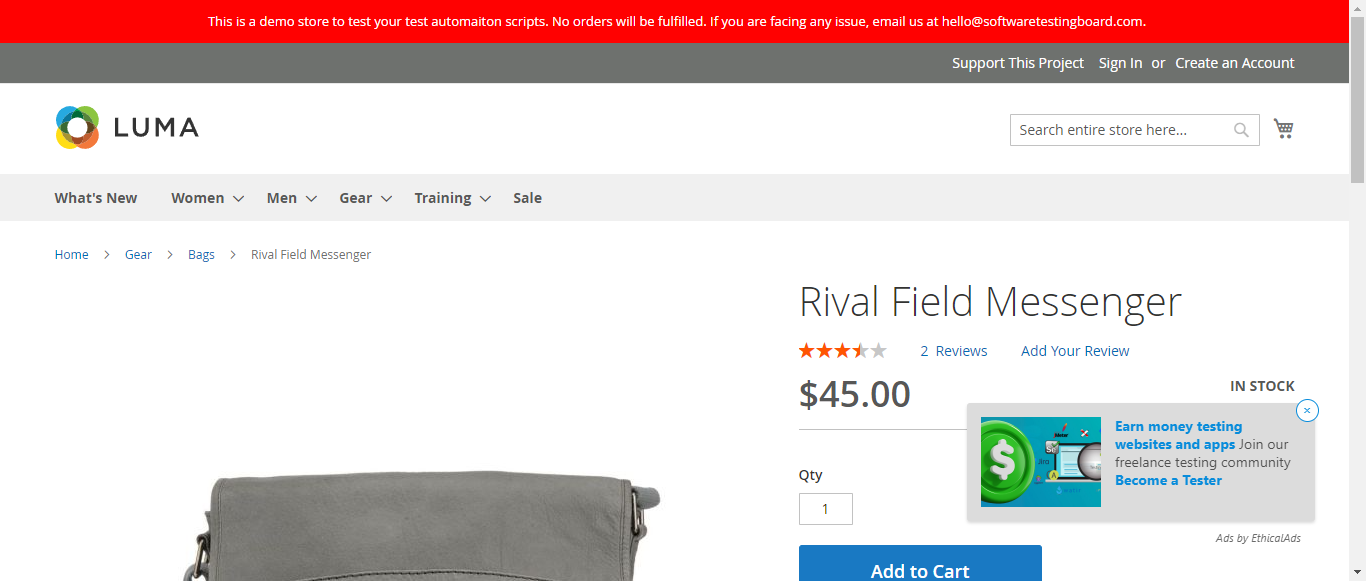 This is a demo store to test your test automaiton scripts. No orders will be fulfilled. If you are facing any issue, email us at hello@softwaretestingboard.com.
Support This Project Sign In or Create an Account
LUMA
Search entire store here...
What's New Women Men Gear Training Sale
Home Gear Bags Rival Field Messenger
Rival Field Messenger
2 Reviews Add Your Review
$45.00
IN STOCK
Earn money testing
websites and apps Join our
freelance testing community
Become a Tester
Qty
1
Ads by EthicalAds
Add to Cart